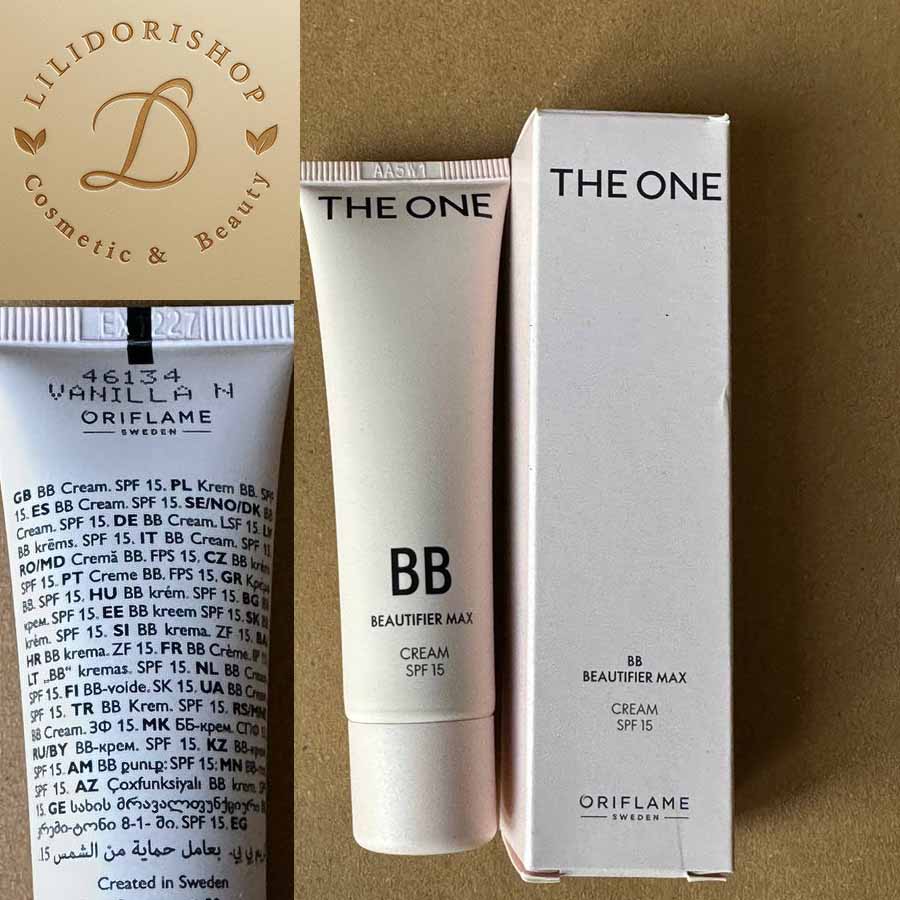 LILIDORISHOP
D
Cosmetic & Beauty
AA5W1
THE ONE
BB
BEAUTIFIER MAX
CREAM
SPF 15
THE ONE
BB
BEAUTIFIER MAX
CREAM
SPF 15
ORIFLAME
SWEDEN
46134
VANILLA N
ORIFLAME
SWEDEN
GB BB Cream. SPF 15. PL Krem BB. SPF
15. ES BB Cream. SPF 15. SE/NO/DK BB
Cream. SPF 15. DE BB Cream. LSF 15.
BB krēms. SPF 15. IT BB Cream. SPF 15.
RO/MD Cremă BB. FPS 15. CZ BB
SPF 15. PT Creme BB. FPS 15. GR
BB. SPF 15. HU BB krém. SPF 15. BG
крем. SPF 15. EE BB kreem SPF 15. SK
krém. SPF 15. SI BB krema. ZF 15.
HR BB krema. ZF 15. FR BB Crème.
LT „BB“ kremas. SPF 15. NL BB
SPF 15. FI BB-voide. SK 15. UA BB
SPF 15. TR BB Krem. SPF 15.
BB Cream. ЗФ 15. MK ББ-крем.
RU/BY BB-крем. SPF 15. KZ
SPF 15. AM BB քսուք: SPF 15: MN
SPF 15. AZ Çoxfunksiyalı BB krem.
15. GE სახის მრავალფუნქციური
კრემი-ტონი 8-1- ში. SPF 15. EG
بعامل حماية من الشمس 15.
Created in Sweden